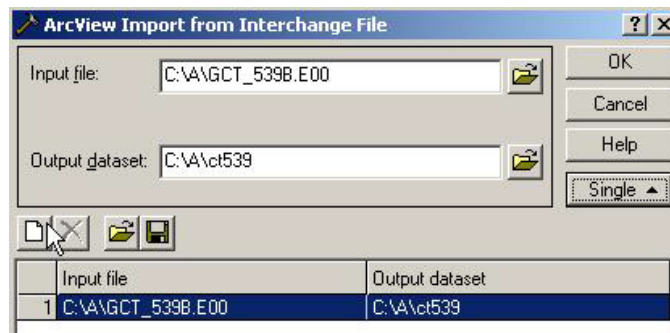 ArcView Import from Interchange File
Input file: C:\A\GCT_539B.E00
OK
Cancel
Output dataset: C:\A\ct539
Help
Single
Input file Output dataset
1 C:\A\GCT_539B.E00 C:\A\ct539